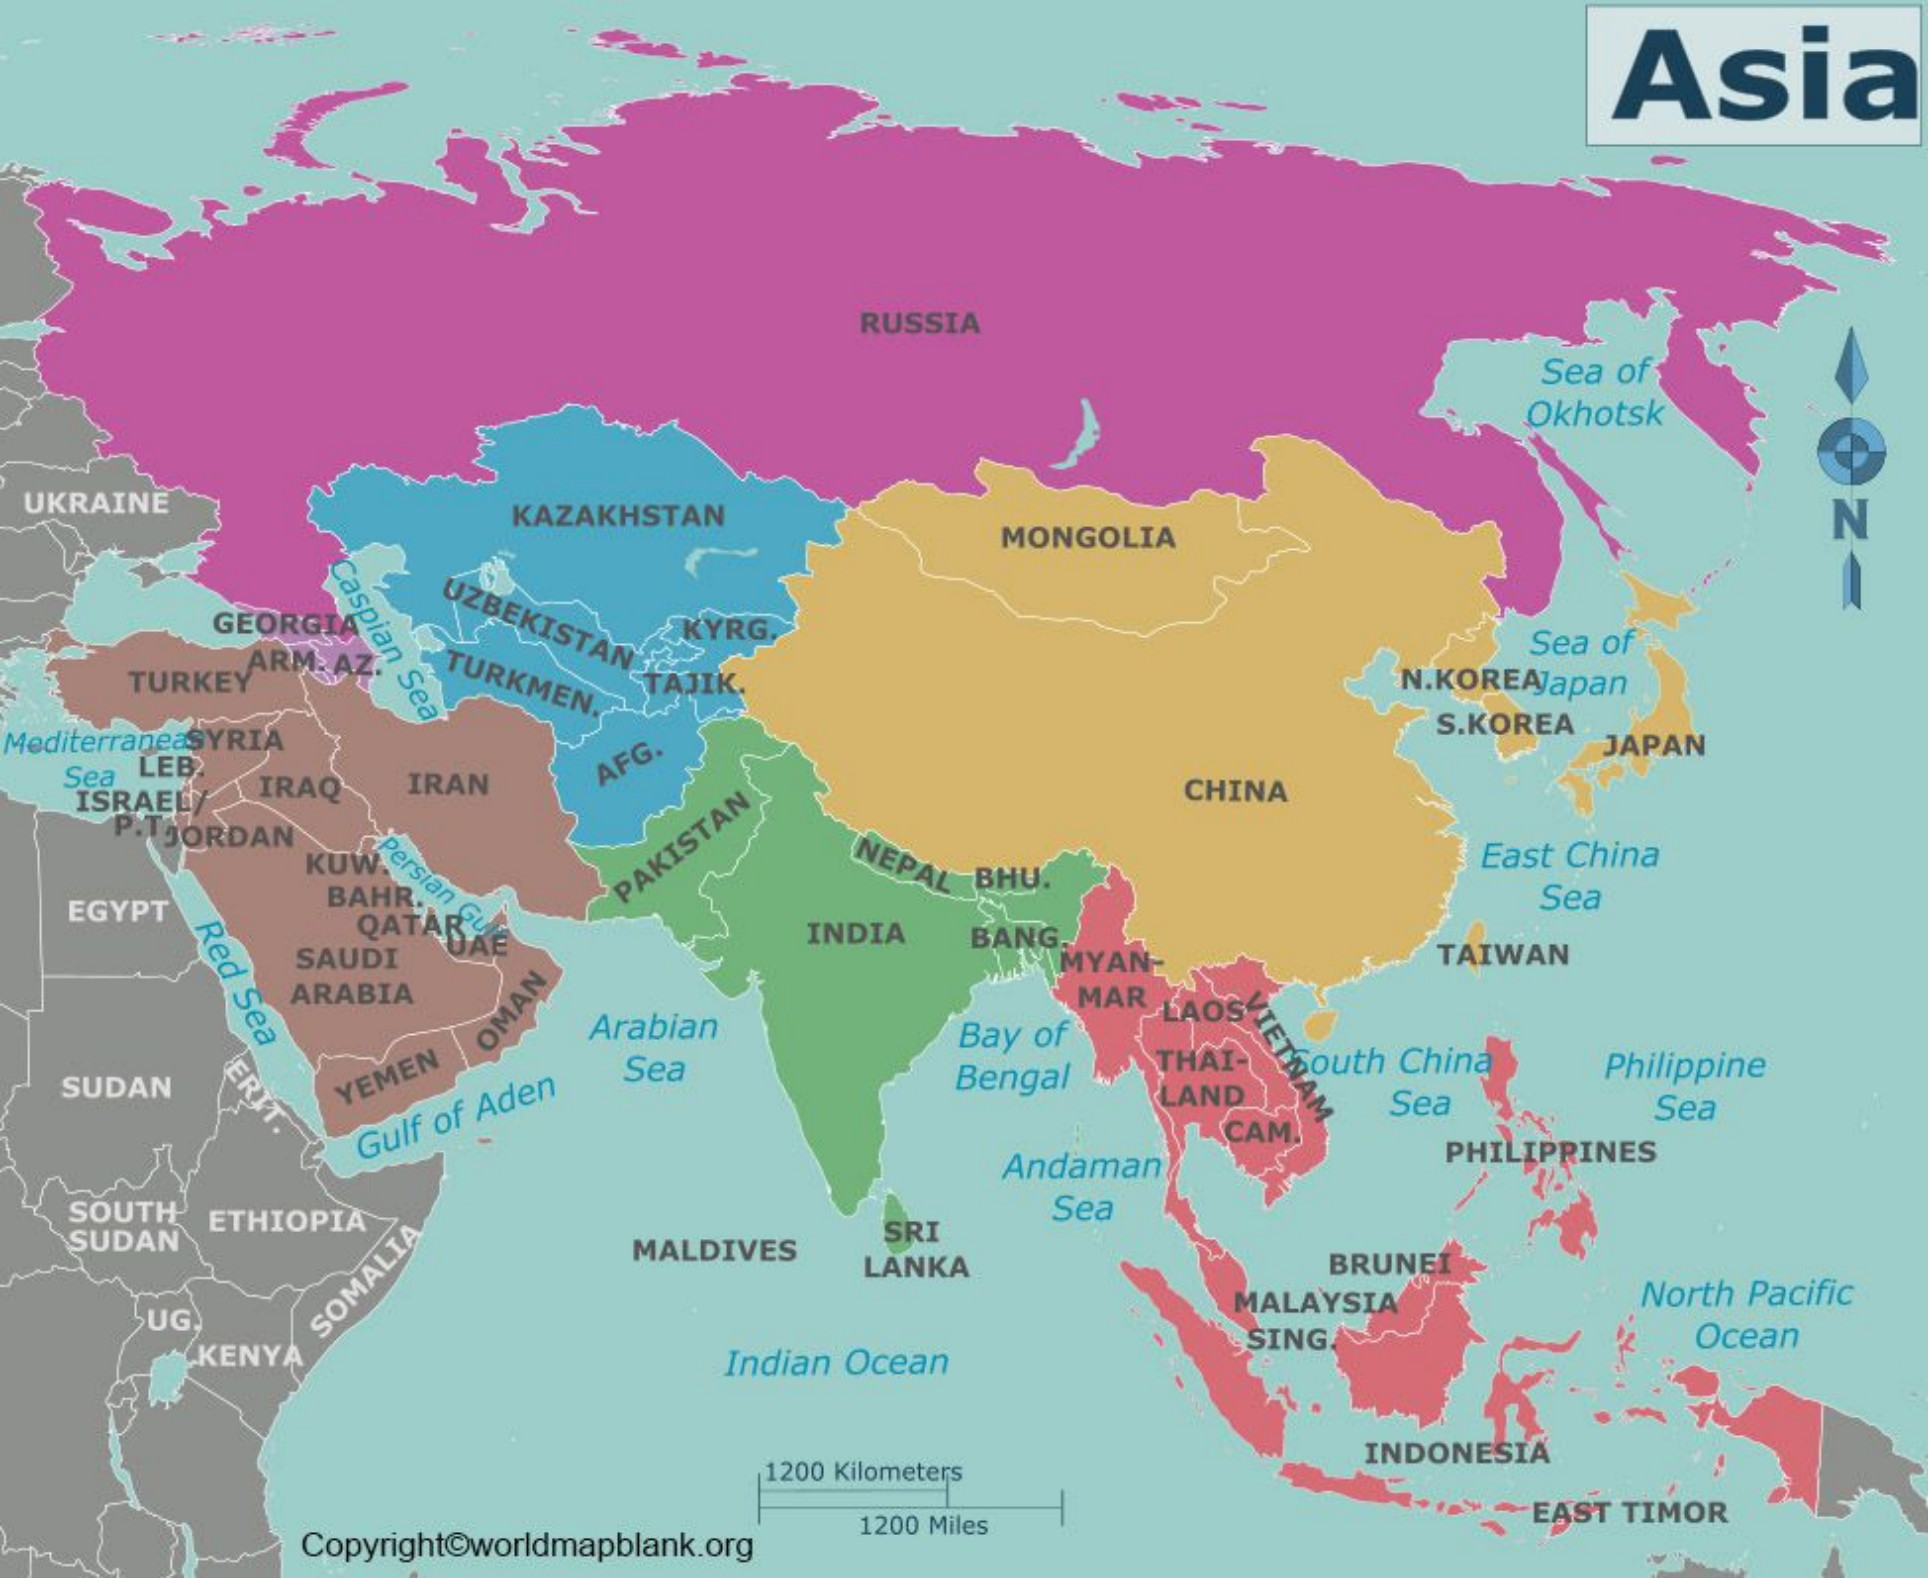 Asia
RUSSIA
Sea of
Okhotsk
UKRAINE
KAZAKHSTAN
MONGOLIA
N
Caspian Sea
UZBEKISTAN
KYRG.
GEORGIA
ARM.
AZ.
TURKEY
TURKMEN.
TAJIK.
N.KOREA
Sea of
Japan
S.KOREA
JAPAN
Mediterranean
Sea
SYRIA
LEB.
ISRAEL/
P.T.
JORDAN
IRAQ
IRAN
AFG.
PAKISTAN
CHINA
KUW.
BAHR.
QATAR
UAE
Persian Gulf
NEPAL
BHU.
East China
Sea
EGYPT
Red Sea
SAUDI
ARABIA
OMAN
INDIA
BANG.
MYAN-
MAR
TAIWAN
LAOS
VIETNAM
THAI-
LAND
CAM.
YEMEN
Gulf of Aden
Arabian
Sea
Bay of
Bengal
South China
Sea
Philippine
Sea
SUDAN
ERIT.
Andaman
Sea
PHILIPPINES
SOUTH
SUDAN
ETHIOPIA
SOMALIA
MALDIVES
SRI
LANKA
BRUNEI
MALAYSIA
SING.
North Pacific
Ocean
UG.
KENYA
Indian Ocean
INDONESIA
EAST TIMOR
1200 Kilometers
1200 Miles
Copyright©worldmapblank.org